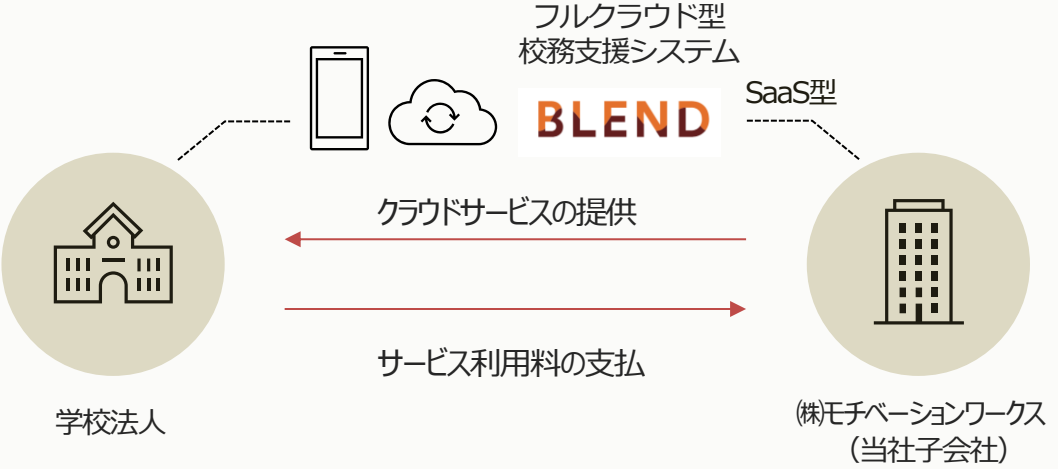 フルクラウド型
校務支援システム
BLEND
SaaS型
クラウドサービスの提供
サービス利用料の支払
学校法人
㈱モチベーションワークス
（当社子会社）